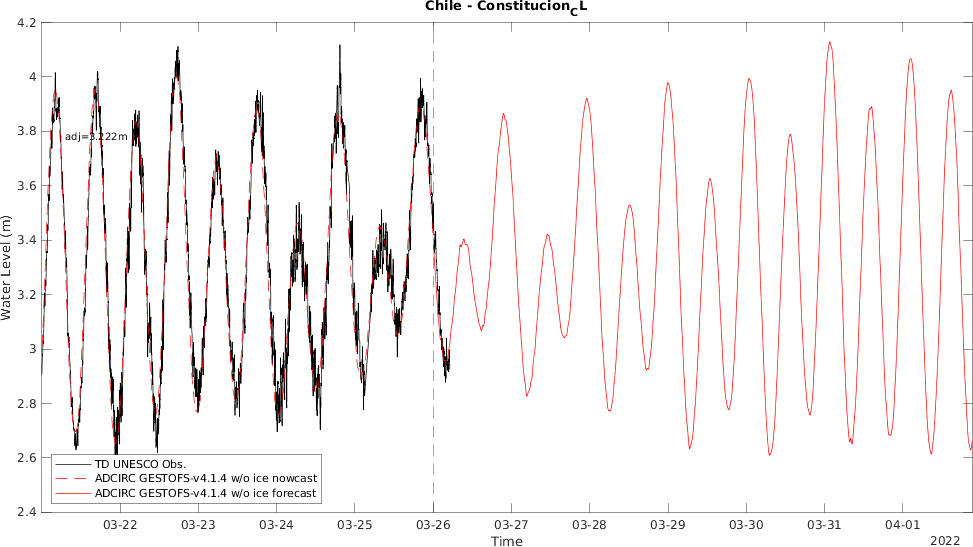 Chile - Constitucion_CL
4.2
4
3.8
3.6
3.4
3.2
3
2.8
2.6
2.4
Water Level (m)
adj=3.222m
TD UNESCO Obs.
ADCIRC GESTOFS-v4.1.4 w/o ice nowcast
ADCIRC GESTOFS-v4.1.4 w/o ice forecast
03-22 03-23 03-24 03-25 03-26 03-27 03-28 03-29 03-30 03-31 04-01
Time
2022